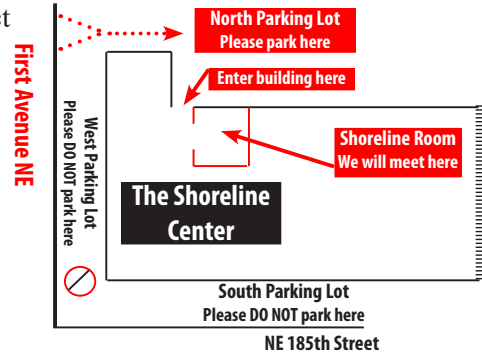 ct
North Parking Lot
Please park here
First Avenue NE
Enter building here
West Parking Lot
Please DO NOT park here
Shoreline Room
We will meet here
The Shoreline
Center
South Parking Lot
Please DO NOT park here
NE 185th Street